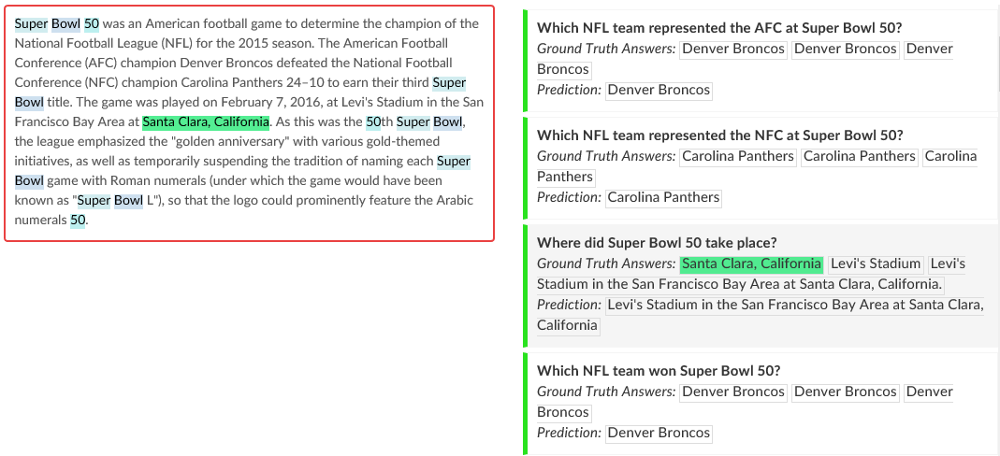 Super Bowl 50 was an American football game to determine the champion of the
National Football League (NFL) for the 2015 season. The American Football
Conference (AFC) champion Denver Broncos defeated the National Football
Conference (NFC) champion Carolina Panthers 24–10 to earn their third Super
Bowl title. The game was played on February 7, 2016, at Levi's Stadium in the San
Francisco Bay Area at Santa Clara, California. As this was the 50th Super Bowl,
the league emphasized the "golden anniversary" with various gold-themed
initiatives, as well as temporarily suspending the tradition of naming each Super
Bowl game with Roman numerals (under which the game would have been
known as "Super Bowl L"), so that the logo could prominently feature the Arabic
numerals 50.
Which NFL team represented the AFC at Super Bowl 50?
Ground Truth Answers: Denver Broncos Denver Broncos Denver
Broncos
Prediction: Denver Broncos
Which NFL team represented the NFC at Super Bowl 50?
Ground Truth Answers: Carolina Panthers Carolina Panthers Carolina
Panthers
Prediction: Carolina Panthers
Where did Super Bowl 50 take place?
Ground Truth Answers: Santa Clara, California Levi's Stadium Levi's
Stadium in the San Francisco Bay Area at Santa Clara, California.
Prediction: Levi's Stadium in the San Francisco Bay Area at Santa Clara,
California
Which NFL team won Super Bowl 50?
Ground Truth Answers: Denver Broncos Denver Broncos Denver
Broncos
Prediction: Denver Broncos